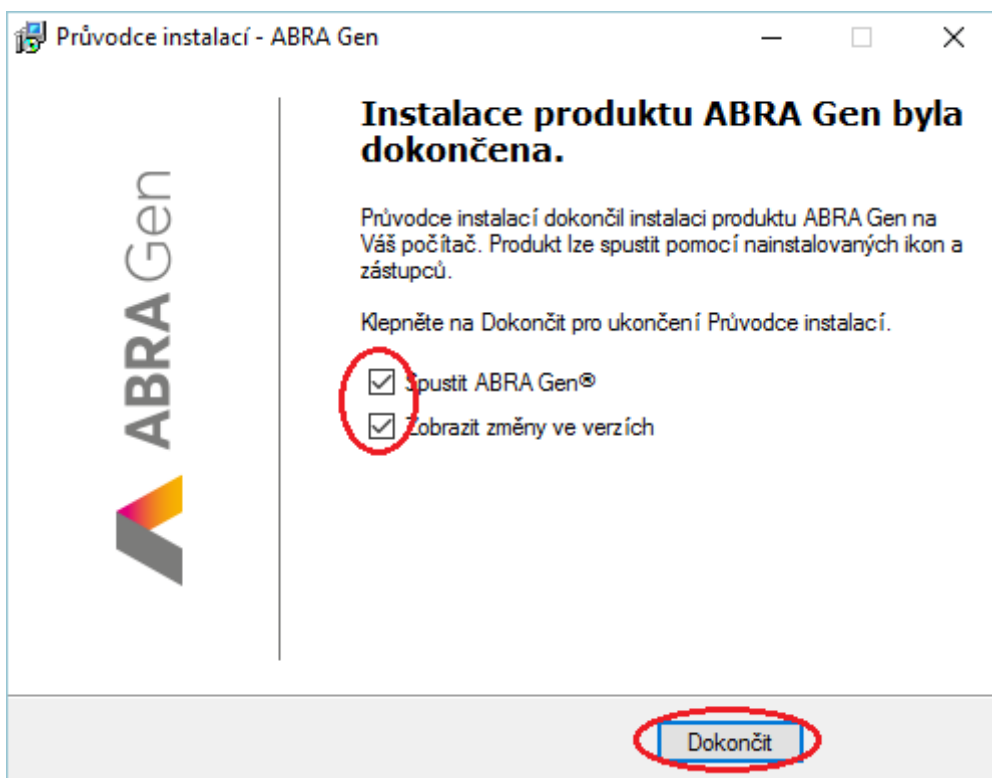 Průvodce instalací - ABRA Gen
ABRA Gen
Instalace produktu ABRA Gen byla
dokončena.
Průvodce instalací dokončil instalaci produktu ABRA Gen na
Váš počítač. Produkt lze spustit pomocí nainstalovaných ikon a
zástupců.
Klepněte na Dokončit pro ukončení Průvodce instalací.
Spustit ABRA Gen®
Zobrazit změny ve verzích
Dokončit